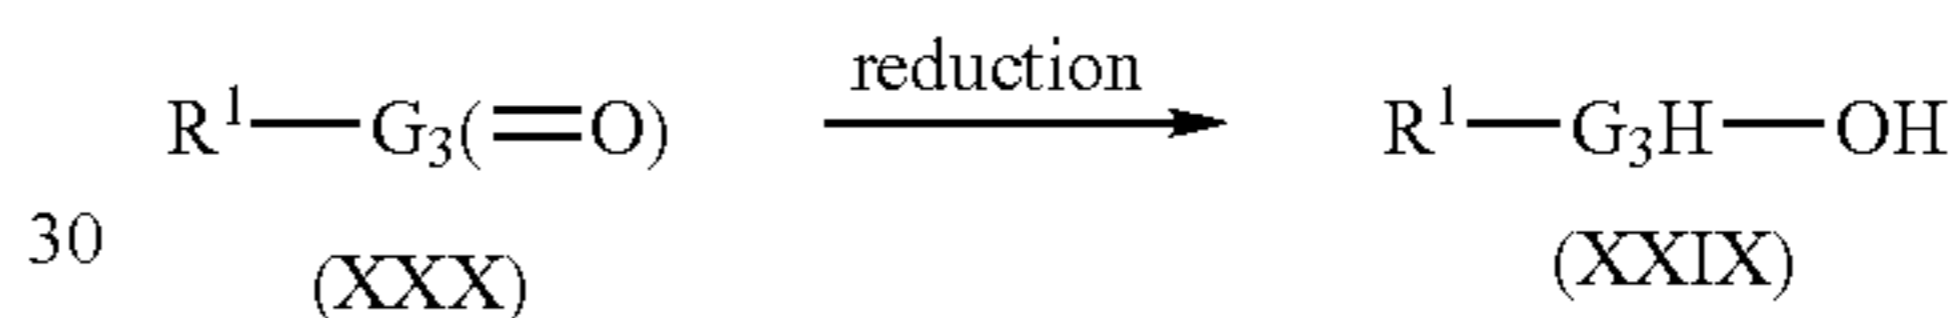 reduction
R¹—G₃(=O) R¹—G₃H—OH
30
(XXX) (XXIX)